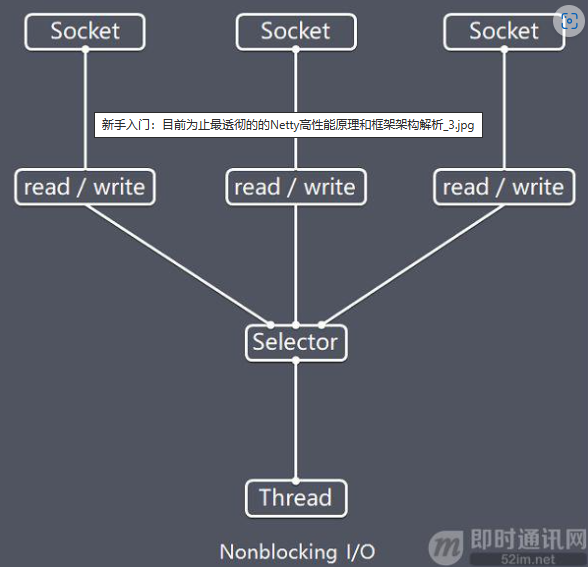 Socket
Socket
Socket
新手入门：目前为止最透彻的的Netty高性能原理和框架架构解析_3.jpg
read / write
read / write
read / write
Selector
Thread
Nonblocking I/O
m 即时通讯网
52im.net